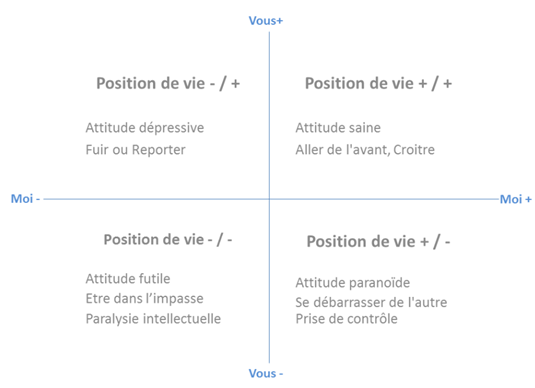 Vous+
Position de vie - / +
Attitude dépressive
Fuir ou Reporter
Position de vie + / +
Attitude saine
Aller de l'avant, Croitre
Moi -
Moi +
Position de vie - / -
Attitude futile
Etre dans l’impasse
Paralysie intellectuelle
Position de vie + / -
Attitude paranoïde
Se débarrasser de l'autre
Prise de contrôle
Vous -